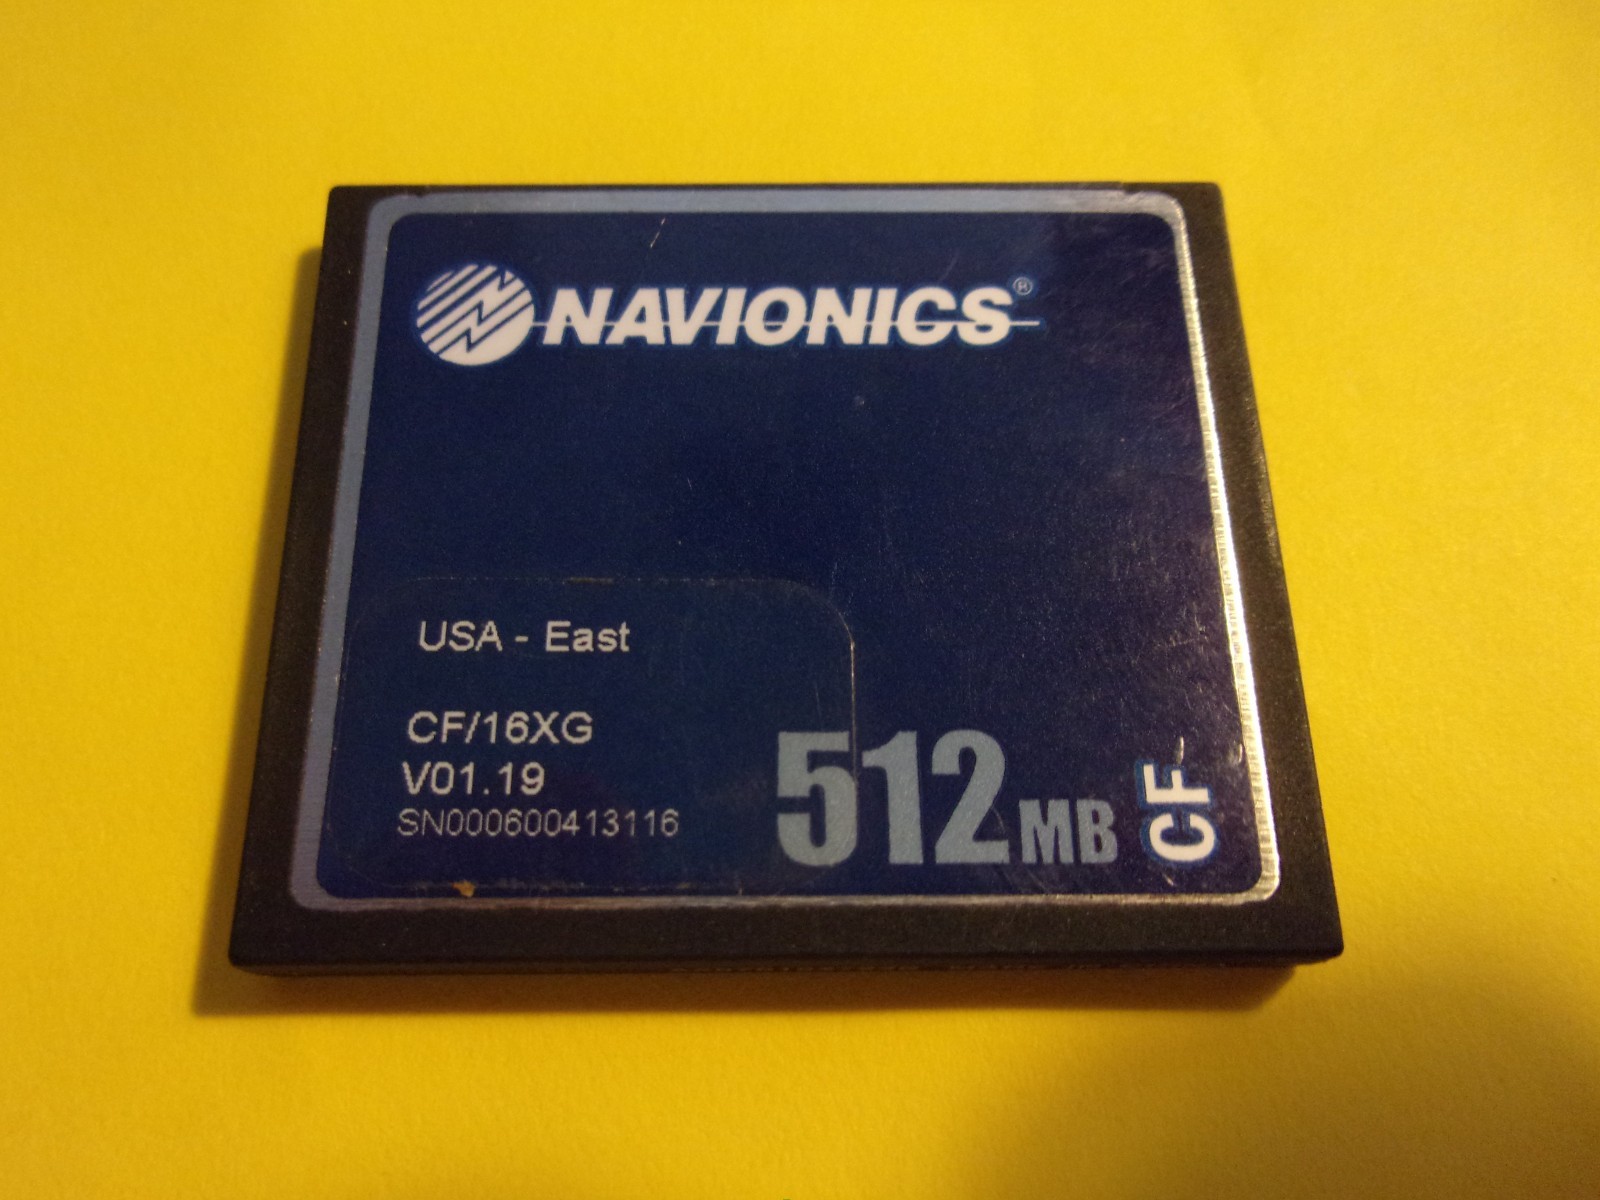 NAVIONICS®
USA - East
CF/16XG
V01.19
SN000600413116
512MB
CF